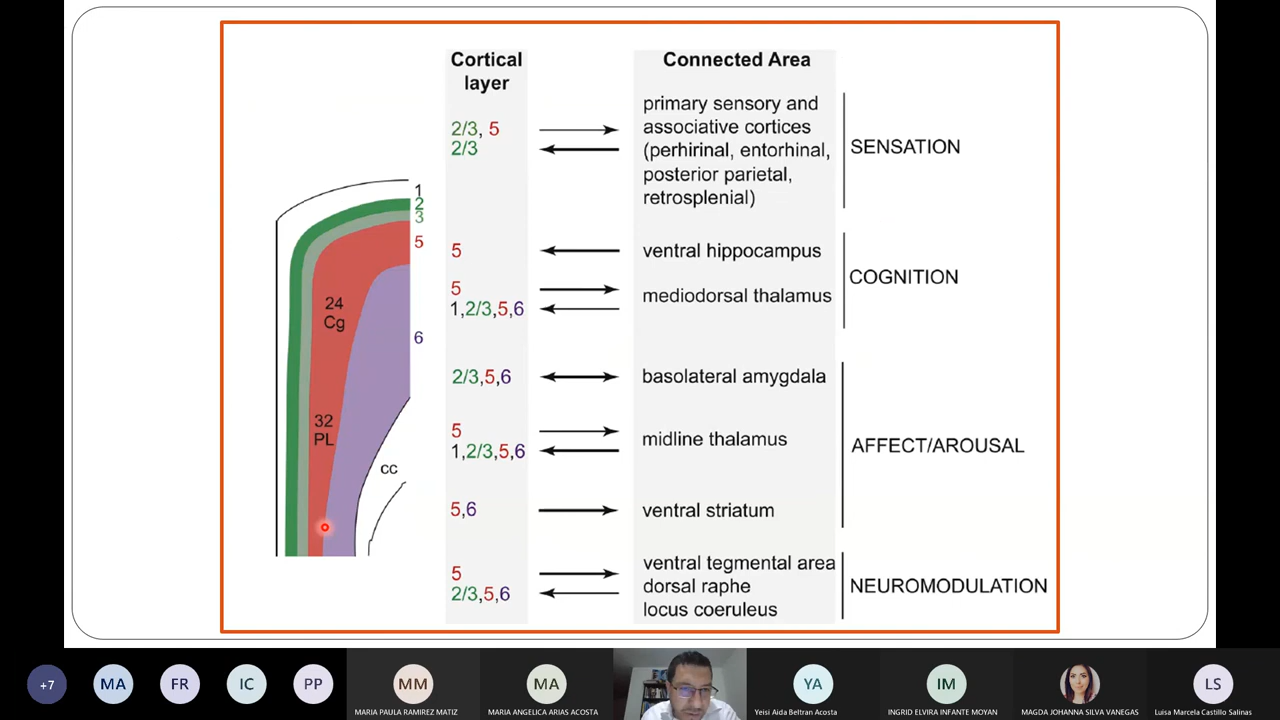 Cortical
layer
Connected Area
2/3, 5
2/3
primary sensory and
associative cortices
(perhirinal, entorhinal,
posterior parietal,
retrosplenial)
SENSATION
5
ventral hippocampus
5
1,2/3,5,6
mediodorsal thalamus
COGNITION
2/3,5,6
basolateral amygdala
5
1,2/3,5,6
midline thalamus
AFFECT/AROUSAL
5,6
ventral striatum
5
2/3,5,6
ventral tegmental area
dorsal raphe
locus coeruleus
NEUROMODULATION
1
2
3
5
6
24
Cg
32
PL
cc
+7
MA
FR
IC
PP
MM
MARIA PAULA RAMIREZ MATIZ
MA
MARIA ANGELICA ARIAS ACOSTA
YA
Yeisi Aida Beltran Acosta
IM
INGRID ELVIRA INFANTE MOYAN
MAGDA JOHANNA SILVA VANEGAS
LS
Luisa Marcela Castillo Salinas